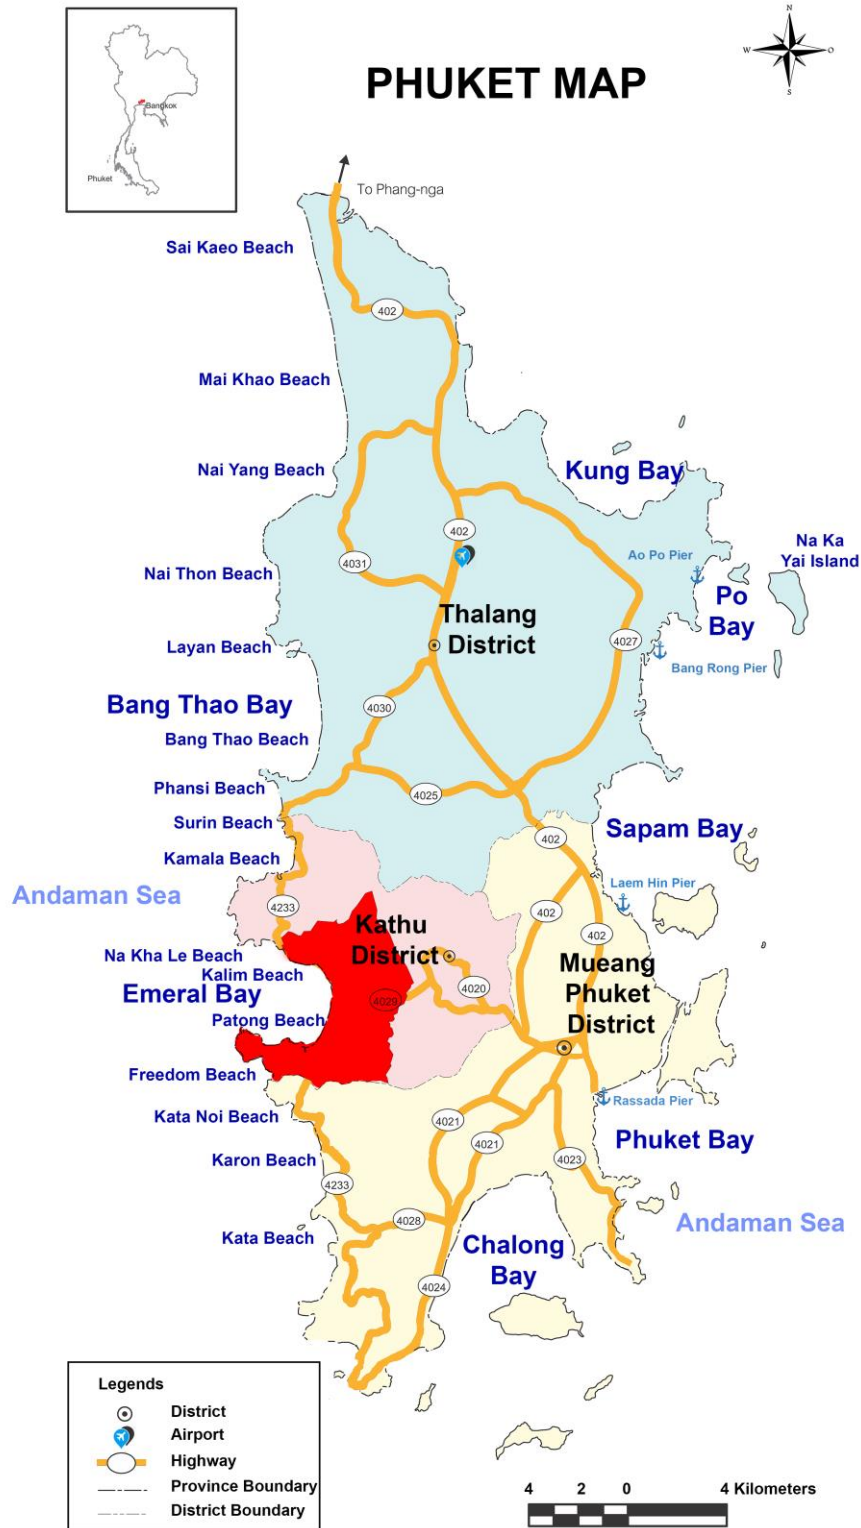 PHUKET MAP
N
W
O
S
Bangkok
Phuket
To Phang-nga
Sai Kaeo Beach
402
Mai Khao Beach
Nai Yang Beach
Kung Bay
402
Na Ka
Yai Island
Ao Po Pier
4031
Nai Thon Beach
Po
Bay
Thalang
District
4027
Layan Beach
Bang Rong Pier
Bang Thao Bay
4030
Bang Thao Beach
Phansi Beach
4025
Surin Beach
Sapam Bay
402
Kamala Beach
Laem Hin Pier
Andaman Sea
4233
402
402
Kathu
District
Na Kha Le Beach
Kalim Beach
Mueang
Phuket
District
4020
Emeral Bay
4029
Patong Beach
Freedom Beach
Rassada Pier
Kata Noi Beach
4021
4021
Phuket Bay
Karon Beach
4023
4233
4028
Andaman Sea
Kata Beach
Chalong
Bay
4024
Legends
District
Airport
Highway
Province Boundary
District Boundary
4 2 0 4 Kilometers